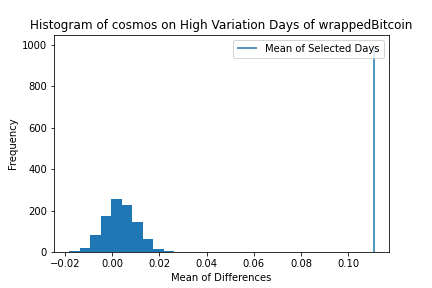 Histogram of cosmos on High Variation Days of wrappedBitcoin
Mean of Selected Days
1000
800
600
400
200
0
Frequency
−0.02 0.00 0.02 0.04 0.06 0.08 0.10
Mean of Differences